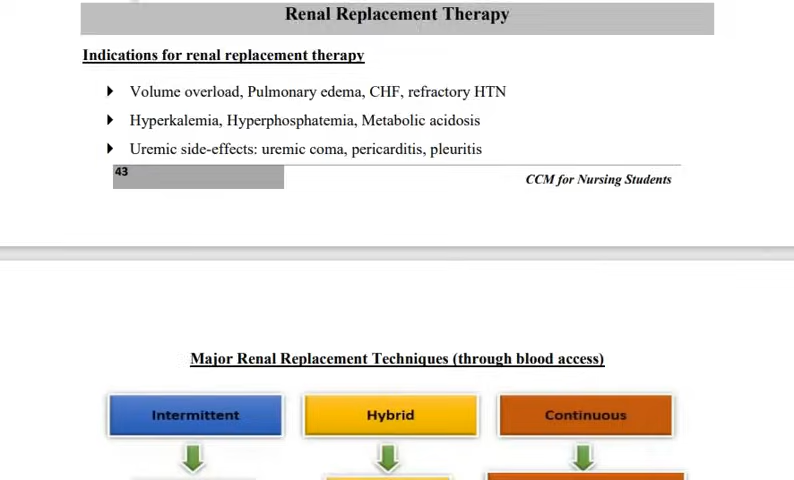 Renal Replacement Therapy
Indications for renal replacement therapy
Volume overload, Pulmonary edema, CHF, refractory HTN
Hyperkalemia, Hyperphosphatemia, Metabolic acidosis
Uremic side-effects: uremic coma, pericarditis, pleuritis
43
CCM for Nursing Students
Major Renal Replacement Techniques (through blood access)
Intermittent Hybrid Continuous